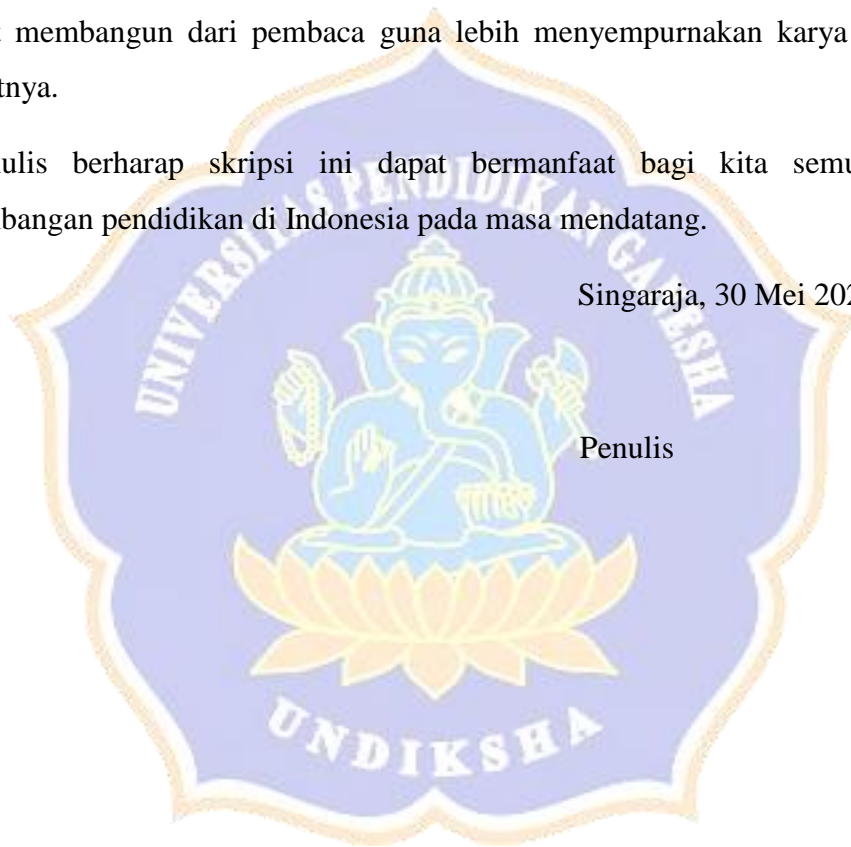 membangun dari pembaca guna lebih menyempurnakan karya
tnya.
ulis berharap skripsi ini dapat bermanfaat bagi kita semu
bangan pendidikan di Indonesia pada masa mendatang.
UNIVERSITAS PENDIDIKAN GANESHA
Singaraja, 30 Mei 202
Penulis
UNDIKSHA